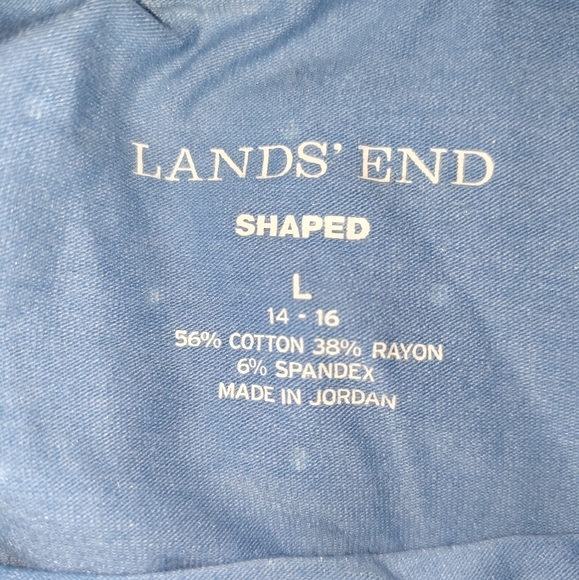 LANDS' END
SHAPED
L
14 - 16
56% COTTON 38% RAYON
6% SPANDEX
MADE IN JORDAN